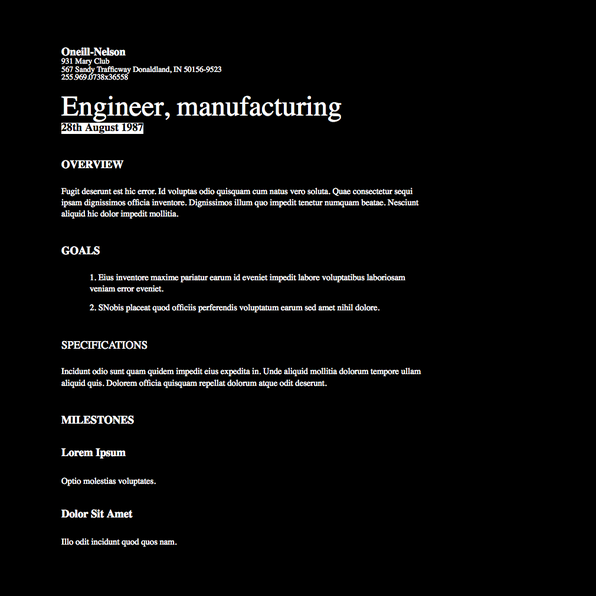 Oneill-Nelson
931 Mary Club
567 Sandy Trafficway Donaldland, IN 50156-9523
255.969.0738x36558
Engineer, manufacturing
28th August 1987
OVERVIEW
Fugit deserunt est hic error. Id voluptas odio quisquam cum natus vero soluta. Quae consectetur sequi
ipsam dignissimos officia inventore. Dignissimos illum quo impedit tenetur numquam beatae. Nesciunt
aliquid hic dolor impedit mollitia.
GOALS
1. Eius inventore maxime pariatur earum id eveniet impedit labore voluptatibus laboriosam
veniam error eveniet.
2. SNobis placeat quod officiis perferendis voluptatum earum sed amet nihil dolore.
SPECIFICATIONS
Incidunt odio sunt quam quidem impedit eius expedita in. Unde aliquid mollitia dolorum tempore ullam
aliquid quis. Dolorem officia quisquam repellat dolorum atque odit deserunt.
MILESTONES
Lorem Ipsum
Optio molestias voluptates.
Dolor Sit Amet
Illo odit incidunt quod quos nam.